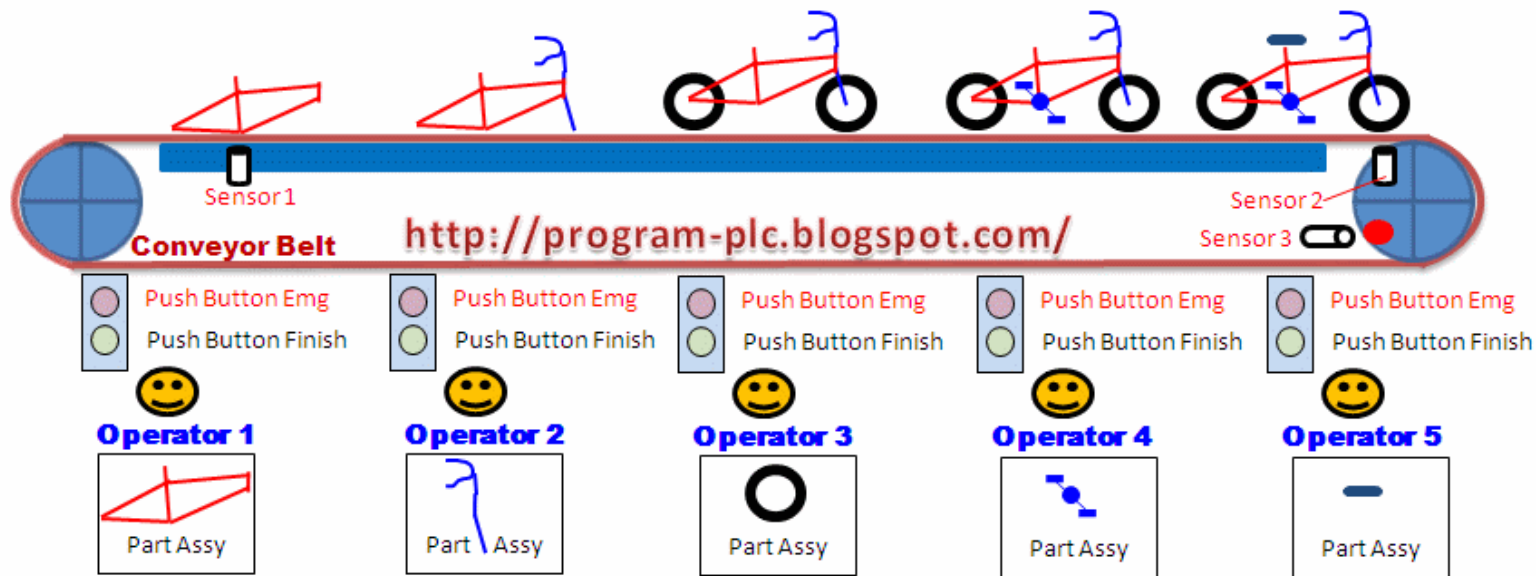 Sensor 1
Sensor 2
Conveyor Belt
http://program-plc.blogspot.com/
Sensor 3
Push Button Emg
Push Button Emg
Push Button Emg
Push Button Emg
Push Button Emg
Push Button Finish
Push Button Finish
Push Button Finish
Push Button Finish
Push Button Finish
Operator 1
Operator 2
Operator 3
Operator 4
Operator 5
Part Assy
Part Assy
Part Assy
Part Assy
Part Assy